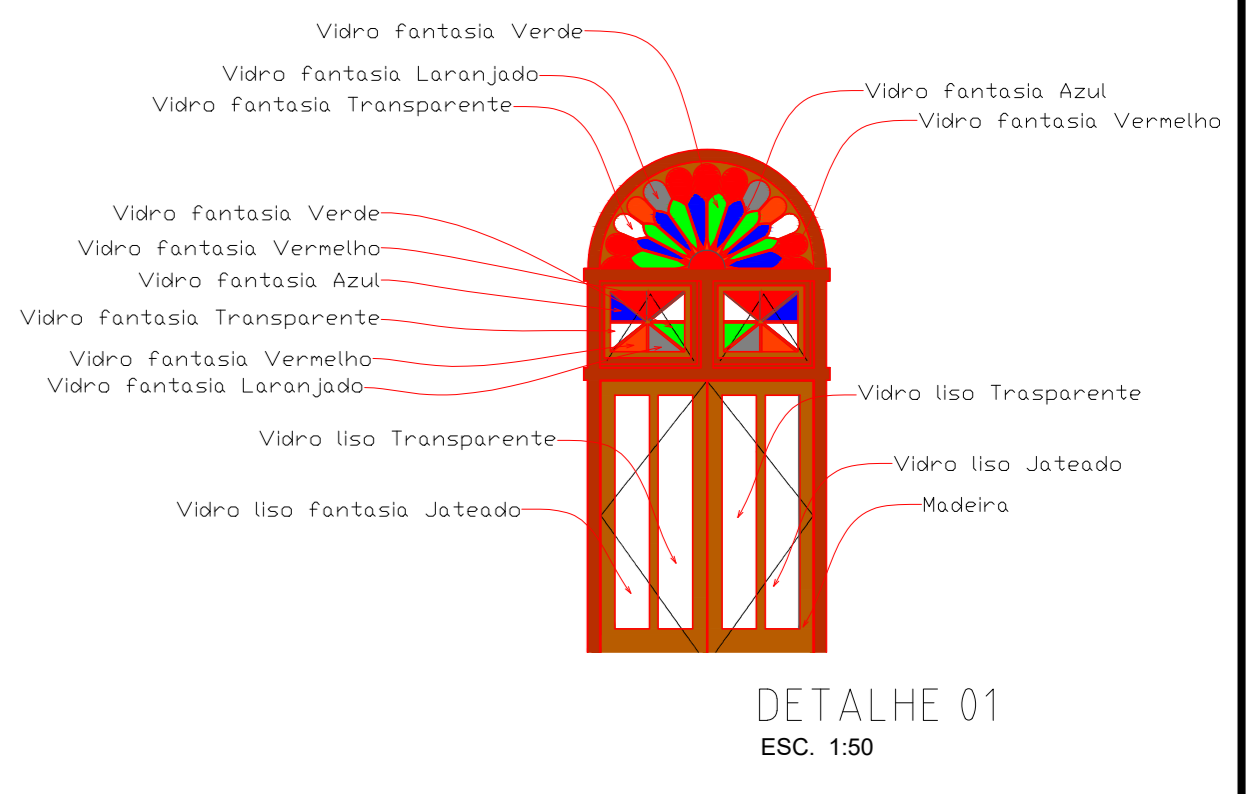 Vidro fantasia Verde
Vidro fantasia Laranjado
Vidro fantasia Transparente
Vidro fantasia Azul
Vidro fantasia Vermelho
Vidro fantasia Verde
Vidro fantasia Vermelho
Vidro fantasia Azul
Vidro fantasia Transparente
Vidro fantasia Vermelho
Vidro fantasia Laranjado
Vidro liso Trasparente
Vidro liso Transparente
Vidro liso Jateado
Vidro liso fantasia Jateado
Madeira
DETALHE 01
ESC. 1:50